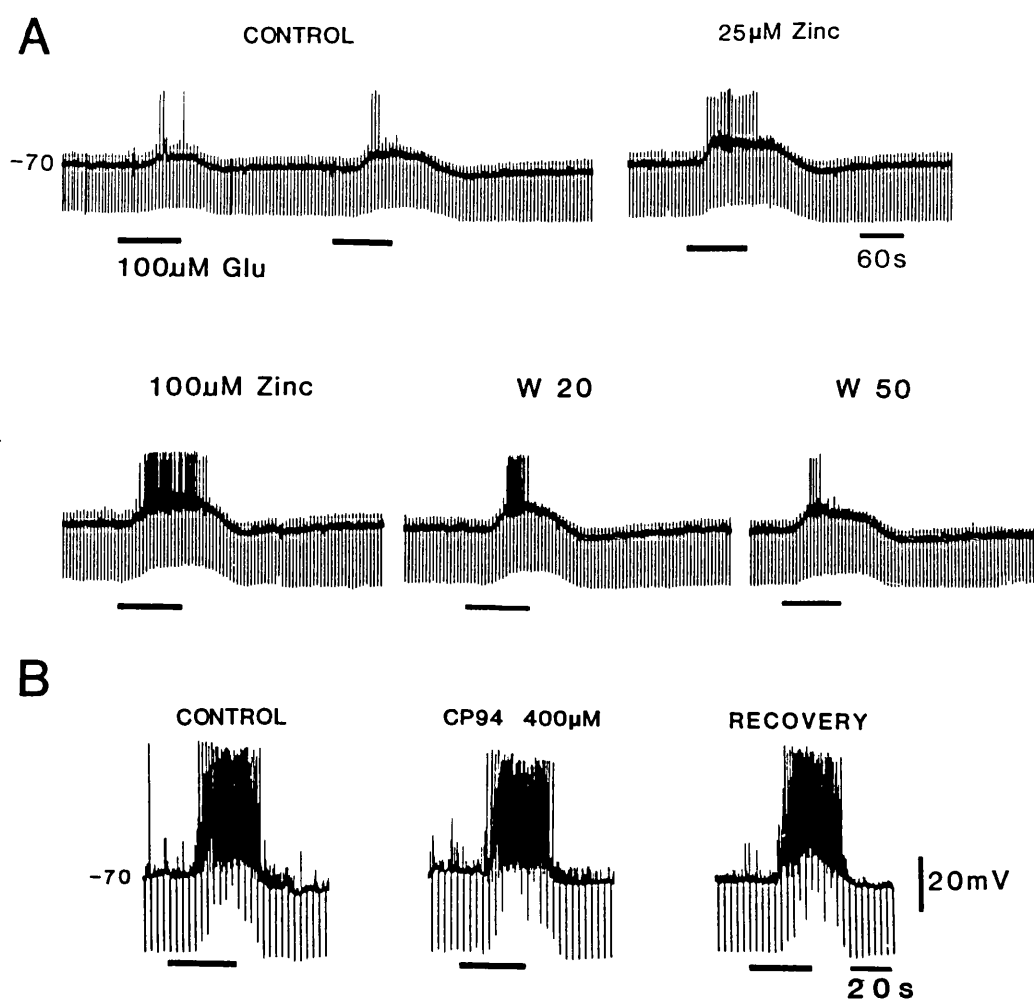 A
CONTROL
25µM Zinc
-70
100µM Glu
60s
100µM Zinc
W 20
W 50
B
CONTROL
CP94 400µM
RECOVERY
-70
20mV
20s